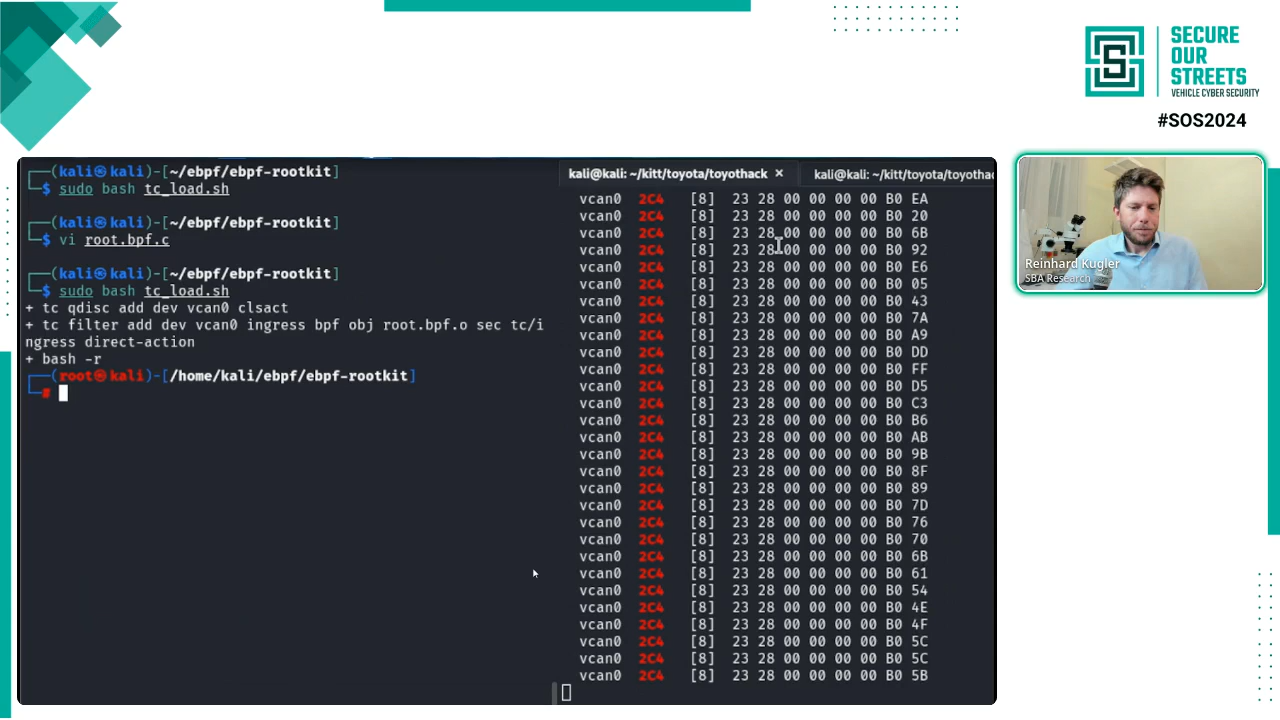 SECURE
OUR
STREETS
VEHICLE CYBER SECURITY
#SOS2024
(kali㉿kali)-[~/ebpf/ebpf-rootkit]
$ sudo bash tc_load.sh
(kali㉿kali)-[~/ebpf/ebpf-rootkit]
$ vi root.bpf.c
(kali㉿kali)-[~/ebpf/ebpf-rootkit]
$ sudo bash tc_load.sh
+ tc qdisc add dev vcan0 clsact
+ tc filter add dev vcan0 ingress bpf obj root.bpf.o sec tc/i
ngress direct-action
+ bash -r
(root㉿kali)-[/home/kali/ebpf/ebpf-rootkit]
#
kali@kali: ~/kitt/toyota/toyothack × kali@kali: ~/kitt/toyota/toyothac
vcan0 2C4 [8] 23 28 00 00 00 00 B0 EA
vcan0 2C4 [8] 23 28 00 00 00 00 B0 20
vcan0 2C4 [8] 23 28 00 00 00 00 B0 6B
vcan0 2C4 [8] 23 28 00 00 00 00 B0 92
vcan0 2C4 [8] 23 28 00 00 00 00 B0 E6
vcan0 2C4 [8] 23 28 00 00 00 00 B0 05
vcan0 2C4 [8] 23 28 00 00 00 00 B0 43
vcan0 2C4 [8] 23 28 00 00 00 00 B0 7A
vcan0 2C4 [8] 23 28 00 00 00 00 B0 A9
vcan0 2C4 [8] 23 28 00 00 00 00 B0 DD
vcan0 2C4 [8] 23 28 00 00 00 00 B0 FF
vcan0 2C4 [8] 23 28 00 00 00 00 B0 D5
vcan0 2C4 [8] 23 28 00 00 00 00 B0 C3
vcan0 2C4 [8] 23 28 00 00 00 00 B0 B6
vcan0 2C4 [8] 23 28 00 00 00 00 B0 AB
vcan0 2C4 [8] 23 28 00 00 00 00 B0 9B
vcan0 2C4 [8] 23 28 00 00 00 00 B0 8F
vcan0 2C4 [8] 23 28 00 00 00 00 B0 89
vcan0 2C4 [8] 23 28 00 00 00 00 B0 7D
vcan0 2C4 [8] 23 28 00 00 00 00 B0 76
vcan0 2C4 [8] 23 28 00 00 00 00 B0 70
vcan0 2C4 [8] 23 28 00 00 00 00 B0 6B
vcan0 2C4 [8] 23 28 00 00 00 00 B0 61
vcan0 2C4 [8] 23 28 00 00 00 00 B0 54
vcan0 2C4 [8] 23 28 00 00 00 00 B0 4E
vcan0 2C4 [8] 23 28 00 00 00 00 B0 4F
vcan0 2C4 [8] 23 28 00 00 00 00 B0 5C
vcan0 2C4 [8] 23 28 00 00 00 00 B0 5C
vcan0 2C4 [8] 23 28 00 00 00 00 B0 5B
Reinhard Kugler
SBA Research